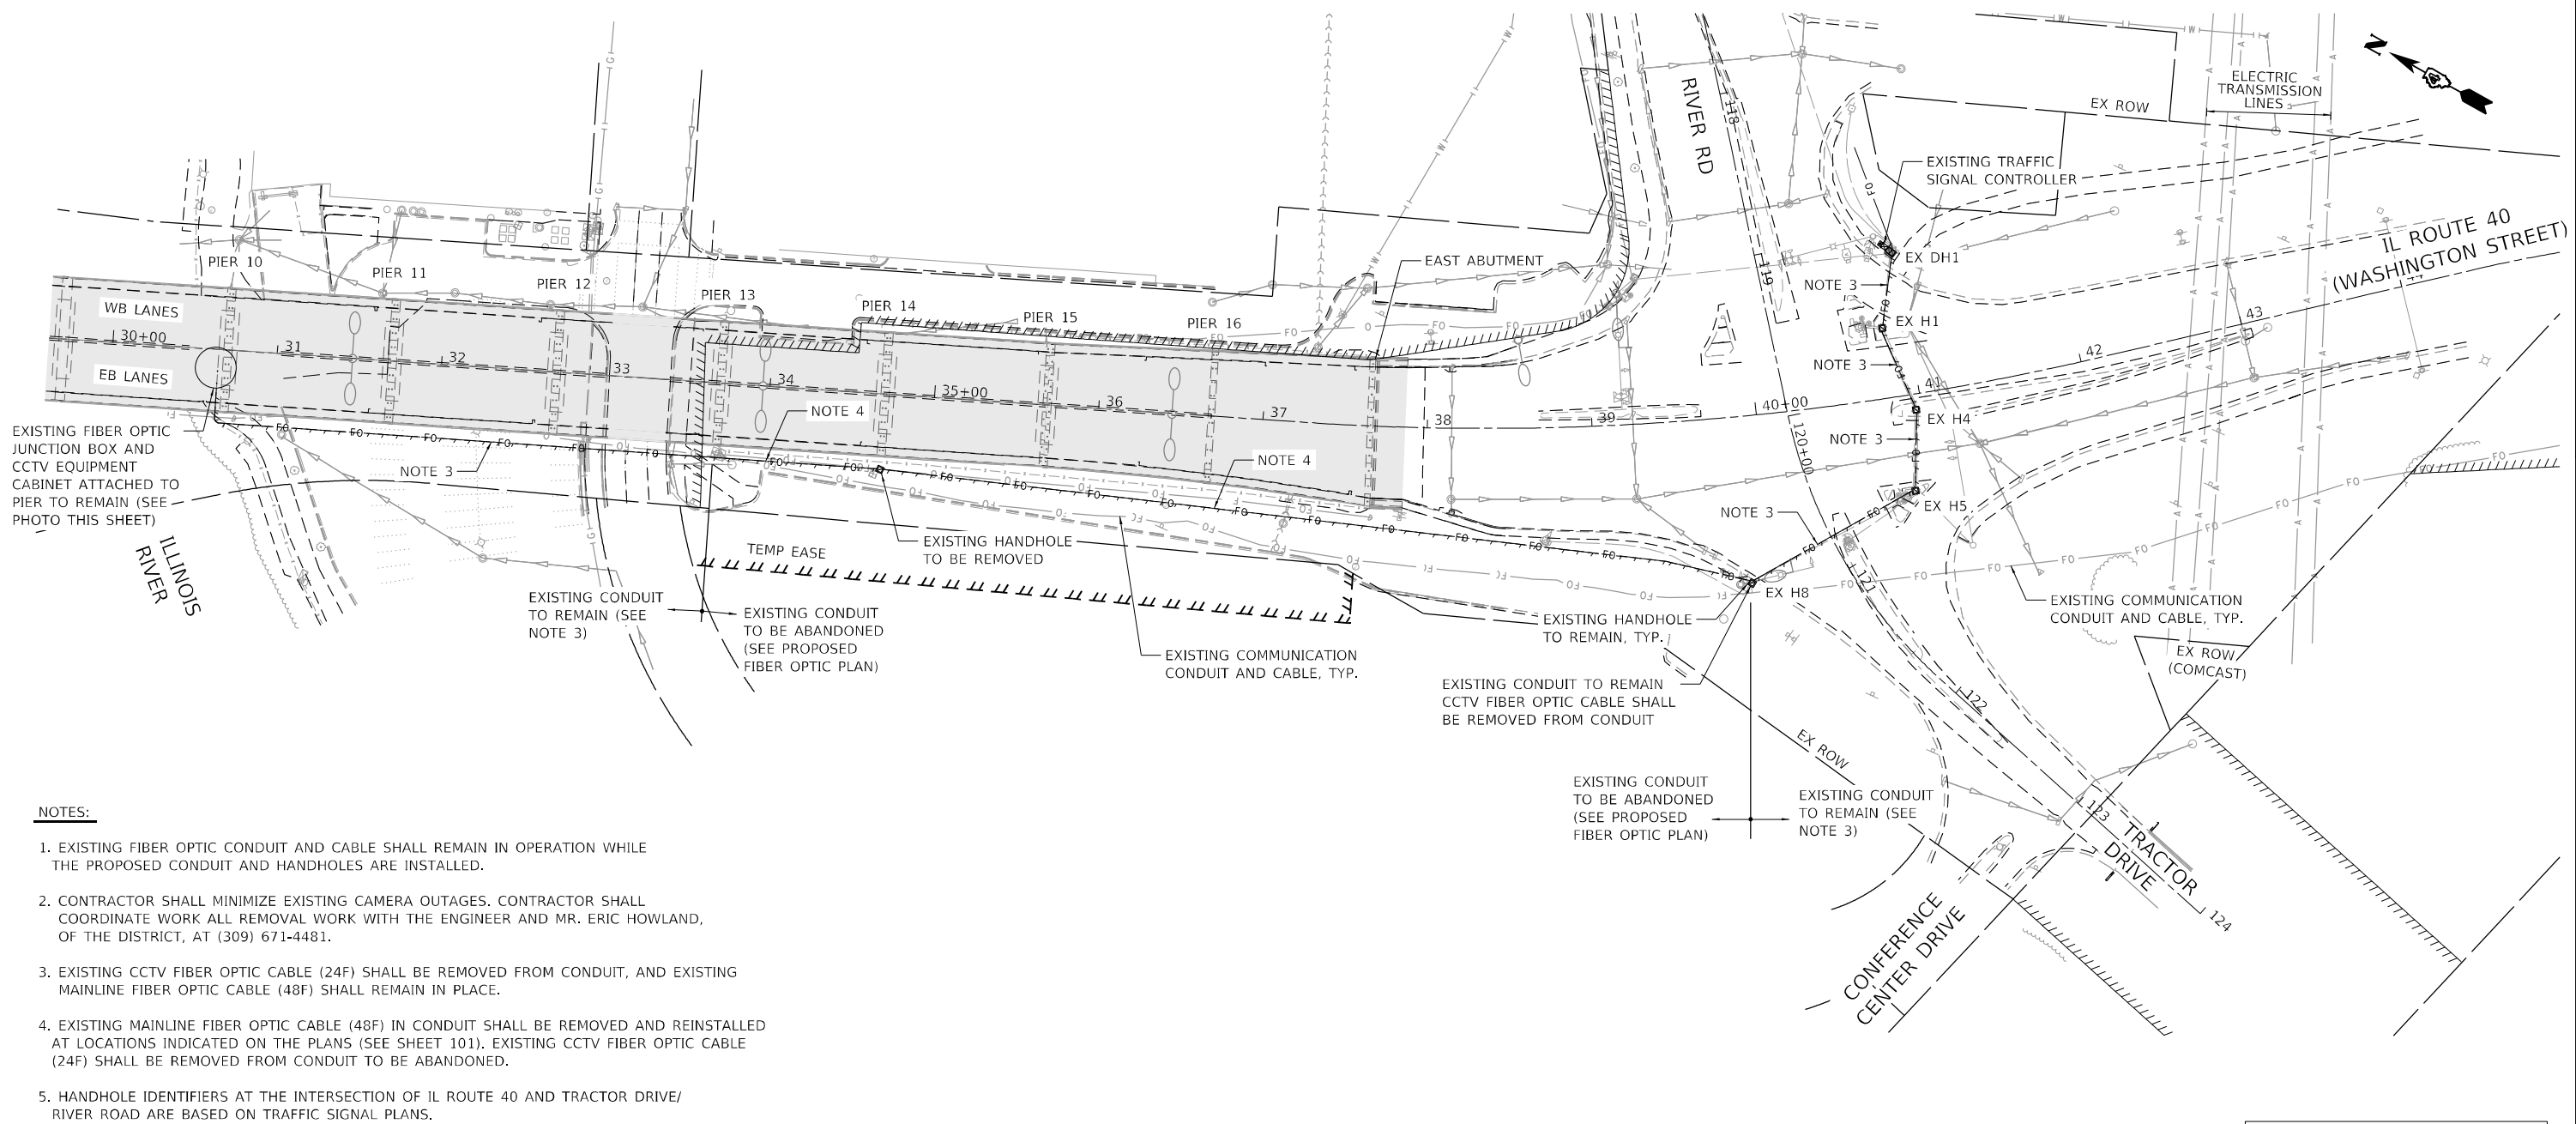 N
ELECTRIC
TRANSMISSION
LINES
EX ROW
RIVER RD
118
EXISTING TRAFFIC
SIGNAL CONTROLLER
IL ROUTE 40
(WASHINGTON STREET)
PIER 10
PIER 11
PIER 12
PIER 13
PIER 14
PIER 15
PIER 16
EAST ABUTMENT
EX DH1
119
NOTE 3
WB LANES
30+00
31
32
33
34
35+00
36
37
38
39
40+00
41
42
43
44
EX H1
NOTE 3
EB LANES
NOTE 4
EX H4
NOTE 3
120+00
EXISTING FIBER OPTIC
JUNCTION BOX AND
CCTV EQUIPMENT
CABINET ATTACHED TO
PIER TO REMAIN (SEE
PHOTO THIS SHEET)
NOTE 3
NOTE 4
EX H5
NOTE 3
ILLINOIS
RIVER
EXISTING HANDHOLE
TO BE REMOVED
TEMP EASE
121
EX H8
EXISTING CONDUIT
TO REMAIN (SEE
NOTE 3)
EXISTING CONDUIT
TO BE ABANDONED
(SEE PROPOSED
FIBER OPTIC PLAN)
EXISTING HANDHOLE
TO REMAIN, TYP.
EXISTING COMMUNICATION
CONDUIT AND CABLE, TYP.
EXISTING COMMUNICATION
CONDUIT AND CABLE, TYP.
EX ROW
(COMCAST)
EXISTING CONDUIT TO REMAIN
CCTV FIBER OPTIC CABLE SHALL
BE REMOVED FROM CONDUIT
122
EX ROW
EXISTING CONDUIT
TO BE ABANDONED
(SEE PROPOSED
FIBER OPTIC PLAN)
EXISTING CONDUIT
TO REMAIN (SEE
NOTE 3)
123
TRACTOR
DRIVE
124
CONFERENCE
CENTER DRIVE
NOTES:
1. EXISTING FIBER OPTIC CONDUIT AND CABLE SHALL REMAIN IN OPERATION WHILE
THE PROPOSED CONDUIT AND HANDHOLES ARE INSTALLED.
2. CONTRACTOR SHALL MINIMIZE EXISTING CAMERA OUTAGES. CONTRACTOR SHALL
COORDINATE WORK ALL REMOVAL WORK WITH THE ENGINEER AND MR. ERIC HOWLAND,
OF THE DISTRICT, AT (309) 671-4481.
3. EXISTING CCTV FIBER OPTIC CABLE (24F) SHALL BE REMOVED FROM CONDUIT, AND EXISTING
MAINLINE FIBER OPTIC CABLE (48F) SHALL REMAIN IN PLACE.
4. EXISTING MAINLINE FIBER OPTIC CABLE (48F) IN CONDUIT SHALL BE REMOVED AND REINSTALLED
AT LOCATIONS INDICATED ON THE PLANS (SEE SHEET 101). EXISTING CCTV FIBER OPTIC CABLE
(24F) SHALL BE REMOVED FROM CONDUIT TO BE ABANDONED.
5. HANDHOLE IDENTIFIERS AT THE INTERSECTION OF IL ROUTE 40 AND TRACTOR DRIVE/
RIVER ROAD ARE BASED ON TRAFFIC SIGNAL PLANS.